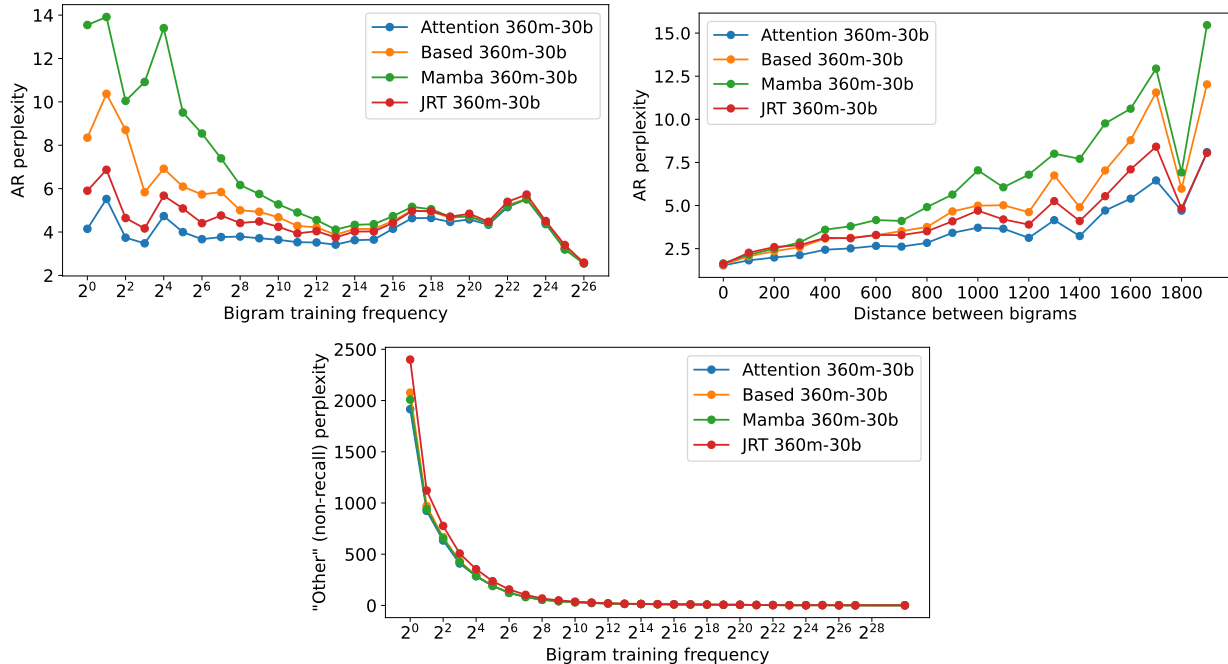 AR perplexity
14
12
10
8
6
4
2
2^0 2^2 2^4 2^6 2^8 2^10 2^12 2^14 2^16 2^18 2^20 2^22 2^24 2^26
Bigram training frequency
Attention 360m-30b
Based 360m-30b
Mamba 360m-30b
JRT 360m-30b
AR perplexity
15.0
12.5
10.0
7.5
5.0
2.5
0 200 400 600 800 1000 1200 1400 1600 1800
Distance between bigrams
Attention 360m-30b
Based 360m-30b
Mamba 360m-30b
JRT 360m-30b
"Other" (non-recall) perplexity
2500
2000
1500
1000
500
0
2^0 2^2 2^4 2^6 2^8 2^10 2^12 2^14 2^16 2^18 2^20 2^22 2^24 2^26 2^28
Bigram training frequency
Attention 360m-30b
Based 360m-30b
Mamba 360m-30b
JRT 360m-30b